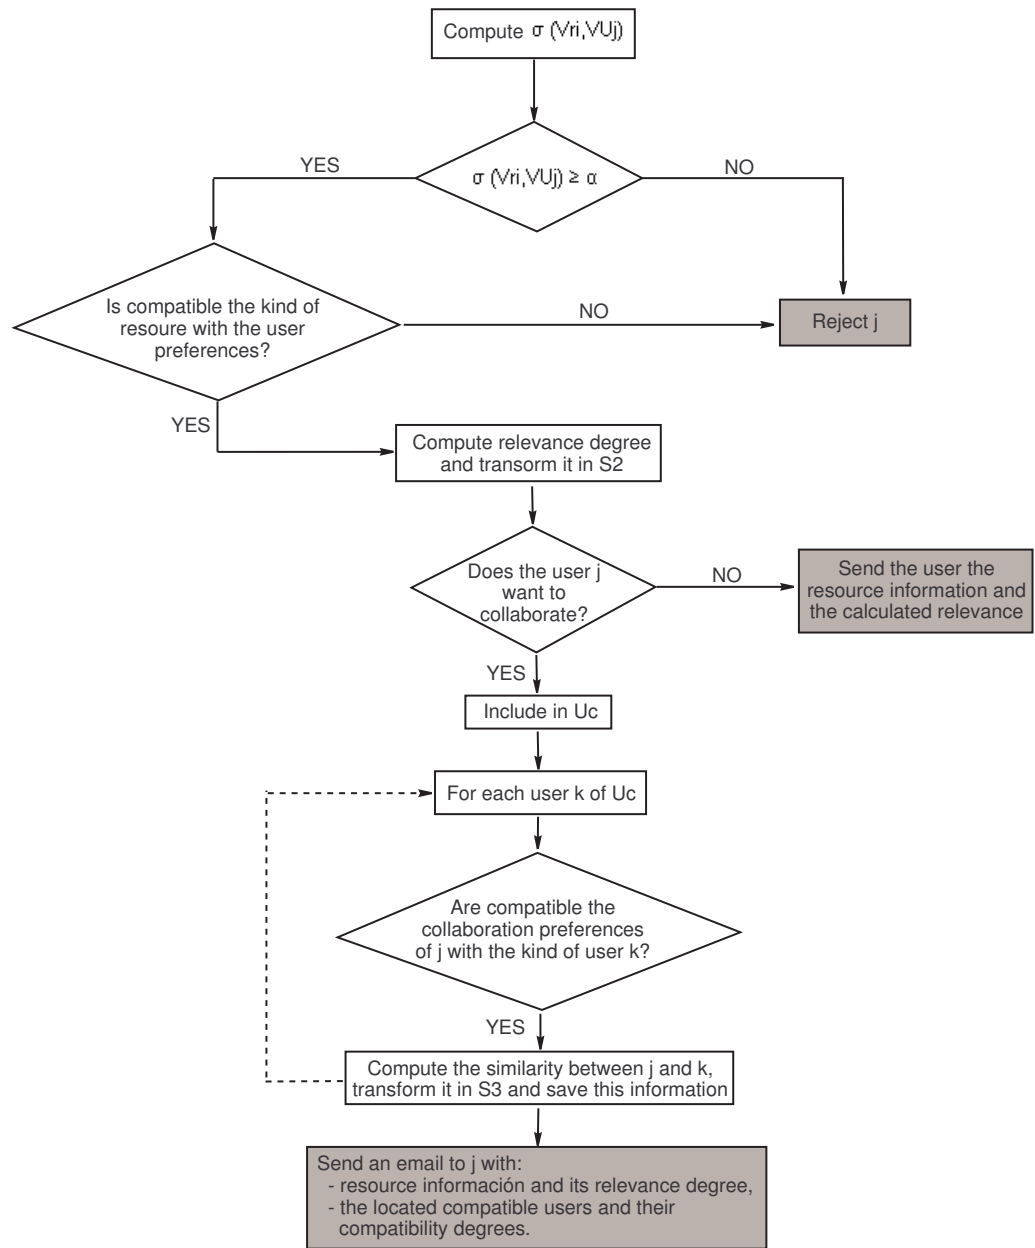 Compute σ (Vri,VUj)
YES
σ (Vri,VUj) ≥ α
NO
Is compatible the kind of
resoure with the user
preferences?
NO
Reject j
YES
Compute relevance degree
and transorm it in S2
Does the user j
want to
collaborate?
NO
Send the user the
resource information and
the calculated relevance
YES
Include in Uc
For each user k of Uc
Are compatible the
collaboration preferences
of j with the kind of user k?
YES
Compute the similarity between j and k,
transform it in S3 and save this information
Send an email to j with:
- resource información and its relevance degree,
- the located compatible users and their
compatibility degrees.